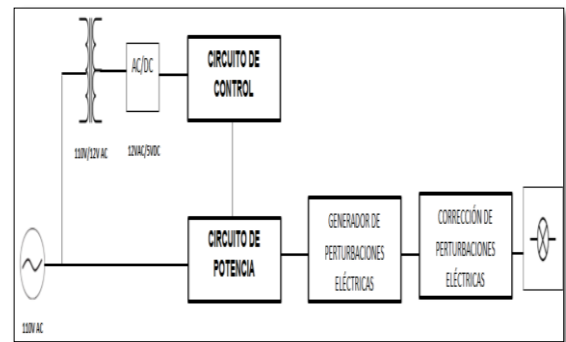 AC/DC
CIRCUITO DE
CONTROL
110V/12V AC
12VAC/5VDC
CIRCUITO DE
POTENCIA
GENERADOR DE
PERTURBACIONES
ELÉCTRICAS
CORRECCIÓN DE
PERTURBACIONES
ELÉCTRICAS
110V AC